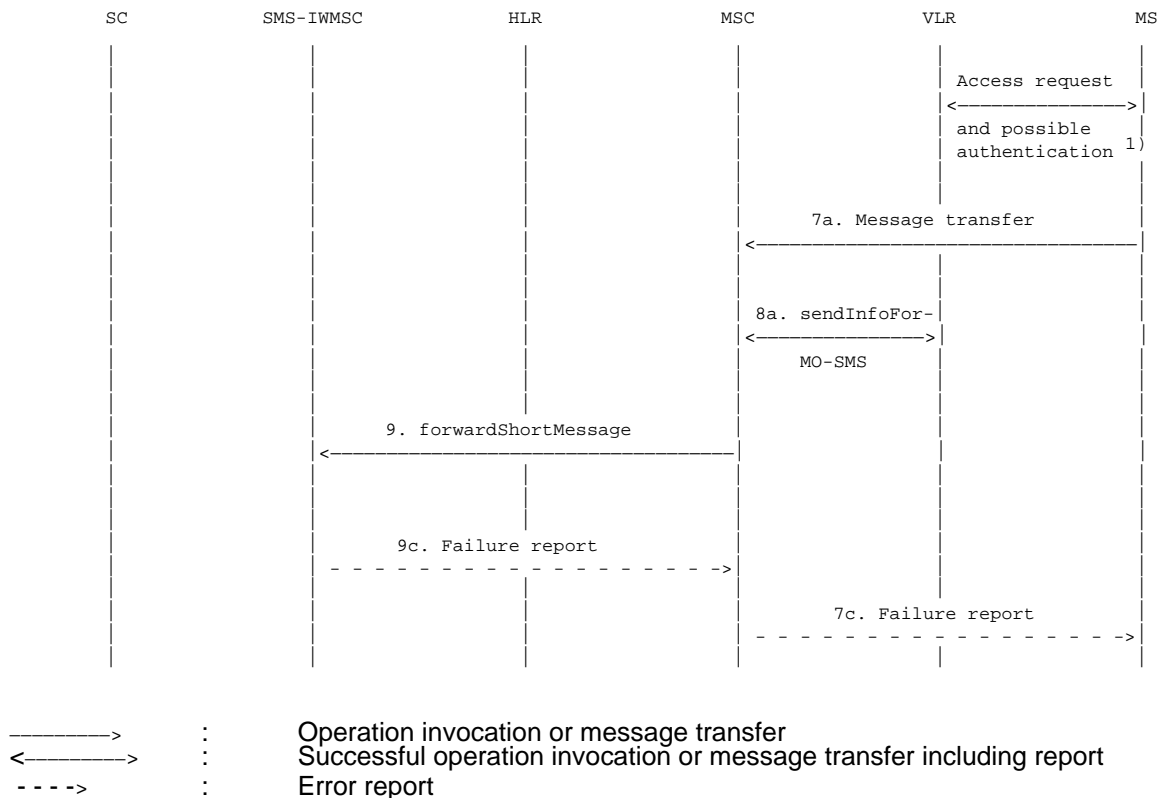 SC SMS-IWMSC HLR MSC VLR MS
Access request
and possible
authentication 1)
7a. Message transfer
8a. sendInfoFor-
MO-SMS
9. forwardShortMessage
9c. Failure report
7c. Failure report
: Operation invocation or message transfer
: Successful operation invocation or message transfer including report
: Error report